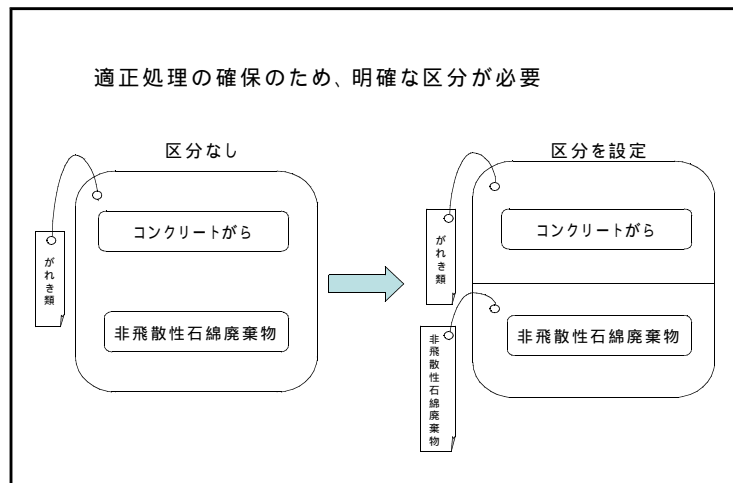 適正処理の確保のため、明確な区分が必要
区分なし
がれき類
コンクリートがら
非飛散性石綿廃棄物
区分を設定
がれき類
コンクリートがら
非飛散性石綿廃棄物
非飛散性石綿廃棄物